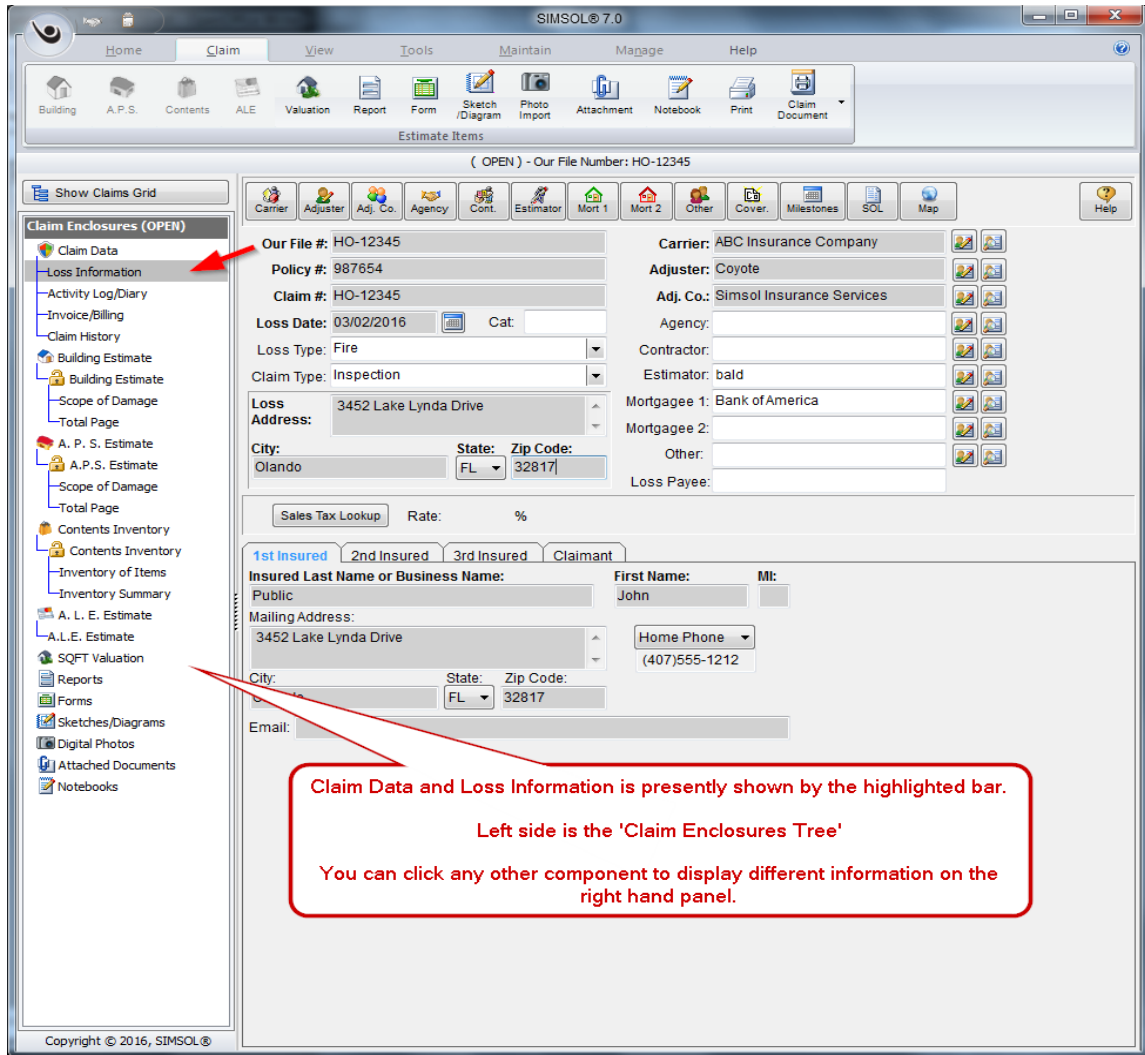 SIMSOL® 7.0
Home Claim View Tools Maintain Manage Help
Building A.P.S. Contents ALE Valuation Report Form Sketch /Diagram Photo Import Attachment Notebook Print Claim Document
Estimate Items
( OPEN ) - Our File Number: HO-12345
Show Claims Grid
Carrier Adjuster Adj. Co. Agency Cont. Estimator Mort 1 Mort 2 Other Cover. Milestones SOL Map Help
Claim Enclosures (OPEN)
Claim Data
Loss Information
Activity Log/Diary
Invoice/Billing
Claim History
Building Estimate
Building Estimate
Scope of Damage
Total Page
A. P. S. Estimate
A.P.S. Estimate
Scope of Damage
Total Page
Contents Inventory
Contents Inventory
Inventory of Items
Inventory Summary
A. L. E. Estimate
A.L.E. Estimate
SQFT Valuation
Reports
Forms
Sketches/Diagrams
Digital Photos
Attached Documents
Notebooks
Copyright © 2016, SIMSOL®
Our File #: HO-12345
Policy #: 987654
Claim #: HO-12345
Loss Date: 03/02/2016 Cat:
Loss Type: Fire
Claim Type: Inspection
Loss Address: 3452 Lake Lynda Drive
City: State: Zip Code:
Olando FL 32817
Carrier: ABC Insurance Company
Adjuster: Coyote
Adj. Co.: Simsol Insurance Services
Agency:
Contractor:
Estimator: bald
Mortgagee 1: Bank of America
Mortgagee 2:
Other:
Loss Payee:
Sales Tax Lookup Rate: %
1st Insured 2nd Insured 3rd Insured Claimant
Insured Last Name or Business Name: First Name: MI:
Public John
Mailing Address:
3452 Lake Lynda Drive Home Phone
(407)555-1212
City: State: Zip Code:
FL 32817
Email:
Claim Data and Loss Information is presently shown by the highlighted bar.
Left side is the 'Claim Enclosures Tree'
You can click any other component to display different information on the
right hand panel.